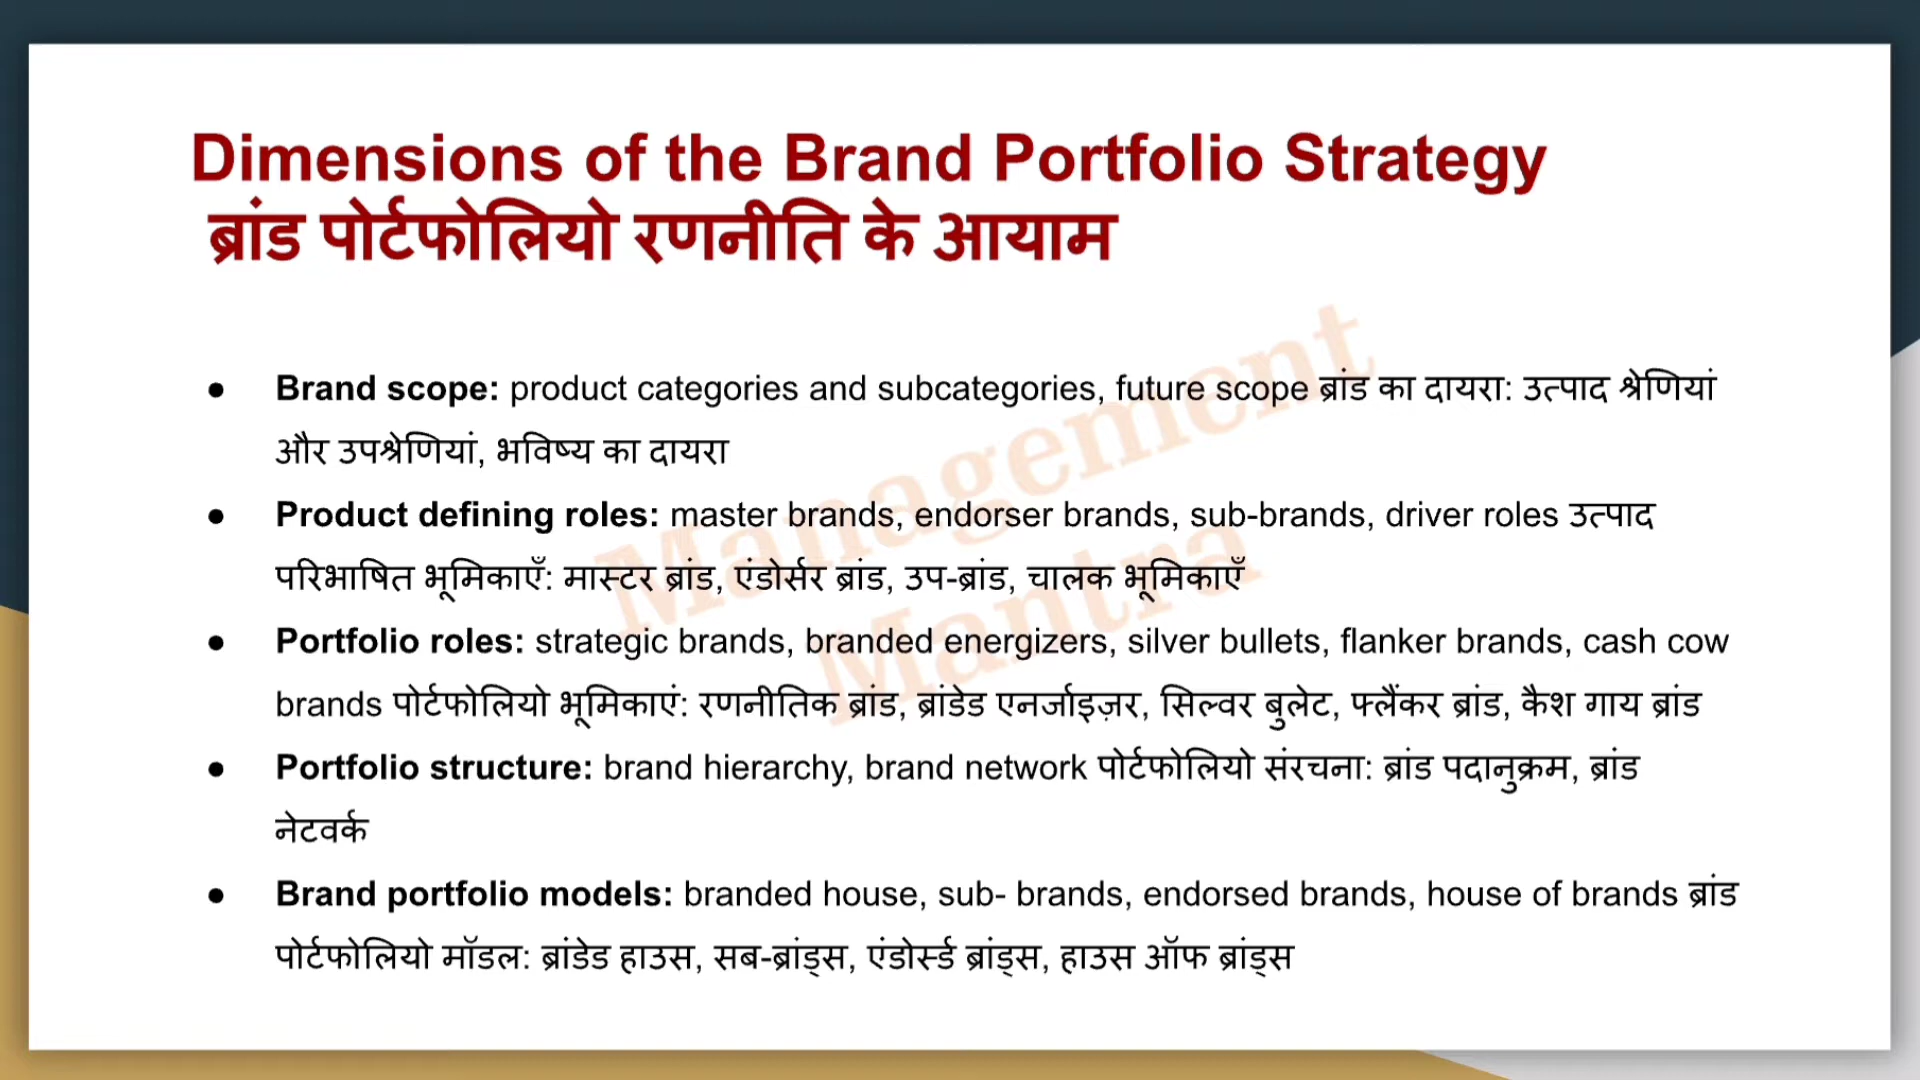 Dimensions of the Brand Portfolio Strategy
ब्रांड पोर्टफोलियो रणनीति के आयाम
● Brand scope: product categories and subcategories, future scope ब्रांड का दायरा: उत्पाद श्रेणियां
और उपश्रेणियां, भविष्य का दायरा
● Product defining roles: master brands, endorser brands, sub-brands, driver roles उत्पाद
परिभाषित भूमिकाएँ: मास्टर ब्रांड, एंडोर्सर ब्रांड, उप-ब्रांड, चालक भूमिकाएँ
● Portfolio roles: strategic brands, branded energizers, silver bullets, flanker brands, cash cow
brands पोर्टफोलियो भूमिकाएं: रणनीतिक ब्रांड, ब्रांडेड एनर्जाइज़र, सिल्वर बुलेट, फ्लैंकर ब्रांड, कैश गाय ब्रांड
● Portfolio structure: brand hierarchy, brand network पोर्टफोलियो संरचना: ब्रांड पदानुक्रम, ब्रांड
नेटवर्क
● Brand portfolio models: branded house, sub- brands, endorsed brands, house of brands ब्रांड
पोर्टफोलियो मॉडल: ब्रांडेड हाउस, सब-ब्रांड्स, एंडोर्स्ड ब्रांड्स, हाउस ऑफ ब्रांड्स
Management
Mantra